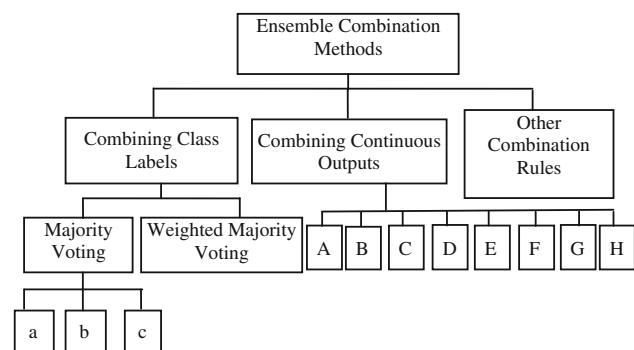 Ensemble Combination
Methods
Combining Class
Labels
Combining Continuous
Outputs
Other
Combination
Rules
Majority
Voting
Weighted Majority
Voting
A B C D E F G H
a b c